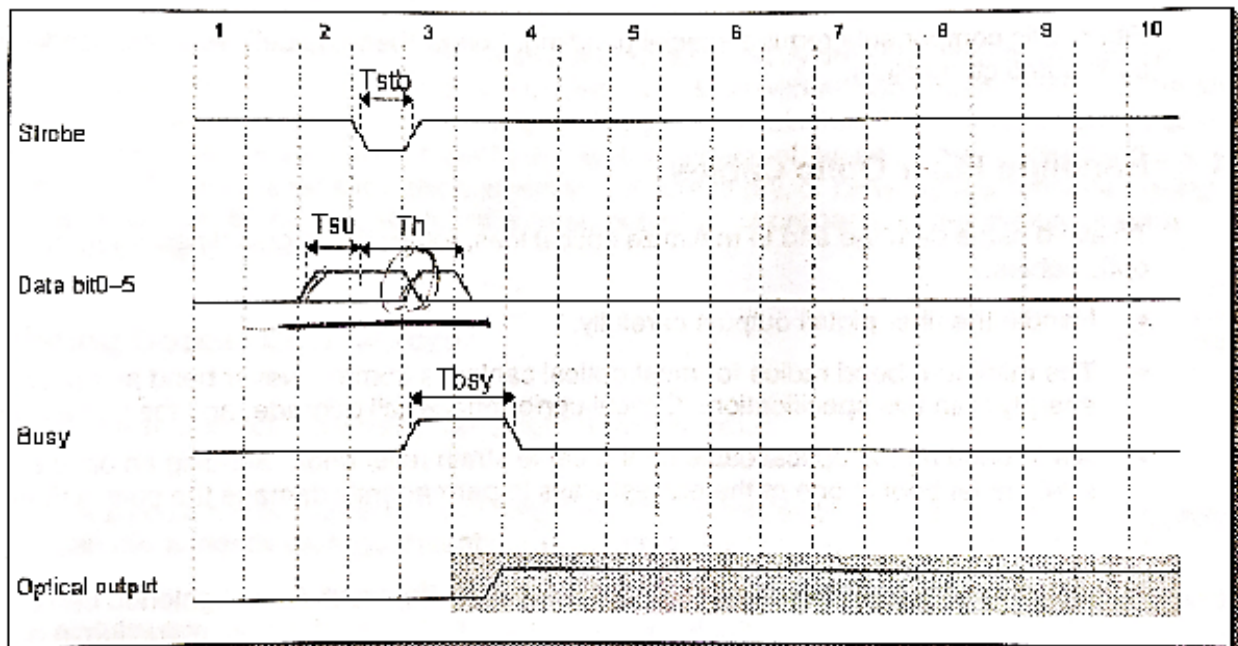 1 2 3 4 5 6 7 8 9 10
Tstb
Strobe
Tsu Th
Data bit0–5
Tbsy
Busy
Optical output